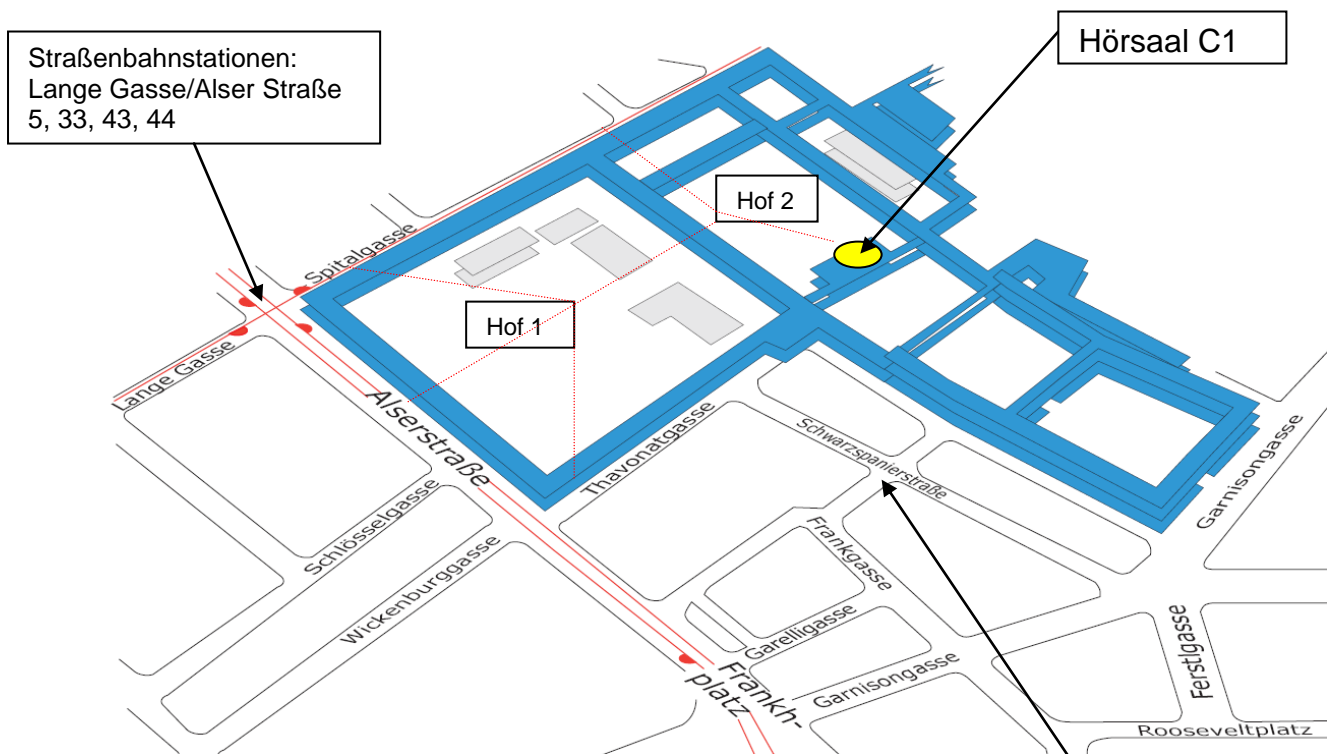 Straßenbahnstationen:
Lange Gasse/Alser Straße
5, 33, 43, 44
Hörsaal C1
Hof 2
Spitalgasse
Hof 1
Lange Gasse
Alserstraße
Thavonatgasse
Schwarzspanierstraße
Garnisongasse
Schlösselgasse
Wickenburggasse
Frankgasse
Garelligasse
Ferstlgasse
Frankh-
platz
Garnisongasse
Rooseveltplatz